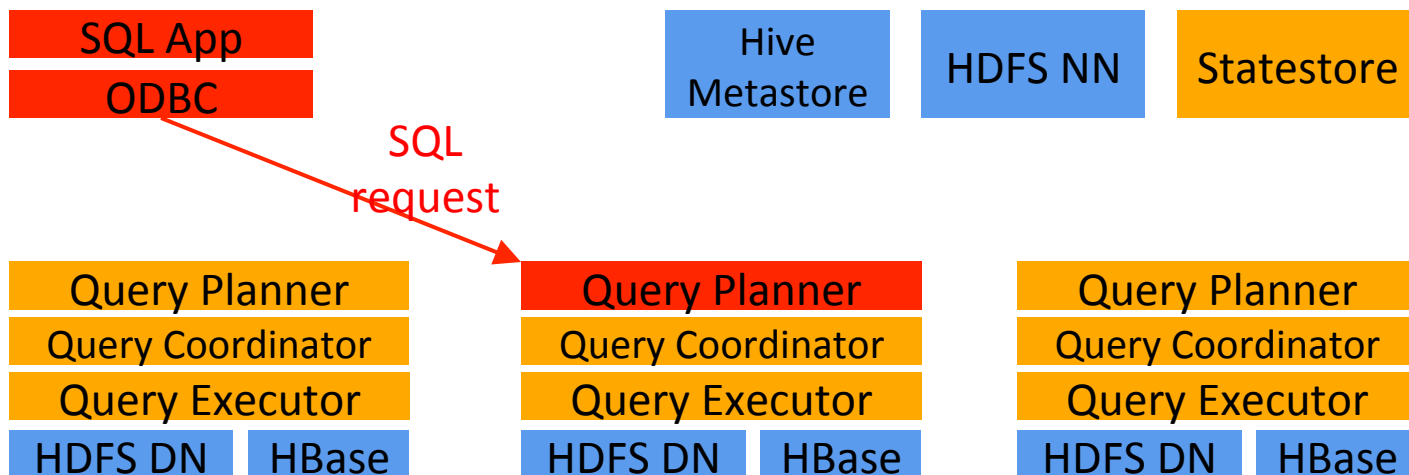 SQL App
ODBC
Hive
Metastore
HDFS NN
Statestore
SQL
request
Query Planner
Query Coordinator
Query Executor
HDFS DN
HBase
Query Planner
Query Coordinator
Query Executor
HDFS DN
HBase
Query Planner
Query Coordinator
Query Executor
HDFS DN
HBase